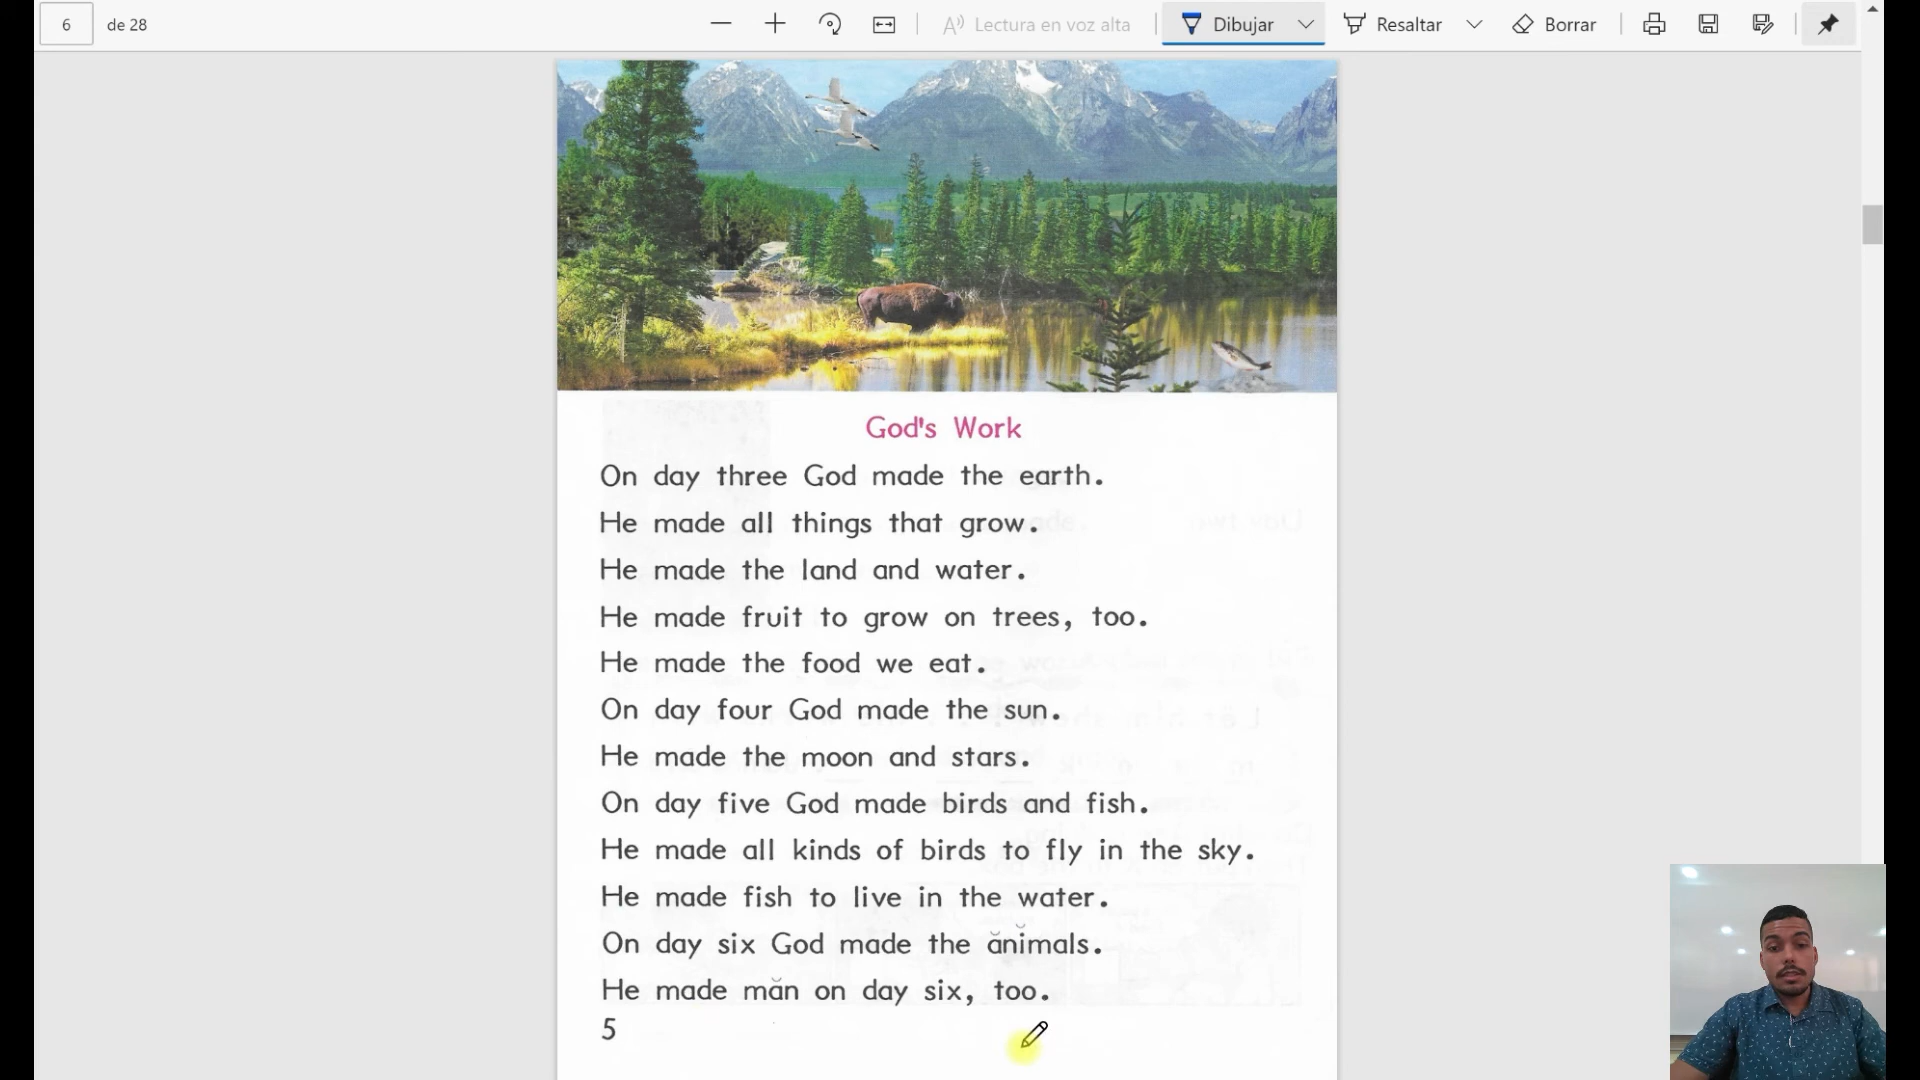 6 de 28 Lectura en voz alta Dibujar Resaltar Borrar
God's Work
On day three God made the earth.
He made all things that grow.
He made the land and water.
He made fruit to grow on trees, too.
He made the food we eat.
On day four God made the sun.
He made the moon and stars.
On day five God made birds and fish.
He made all kinds of birds to fly in the sky.
He made fish to live in the water.
On day six God made the ănĭmals.
He made măn on day six, too.
5